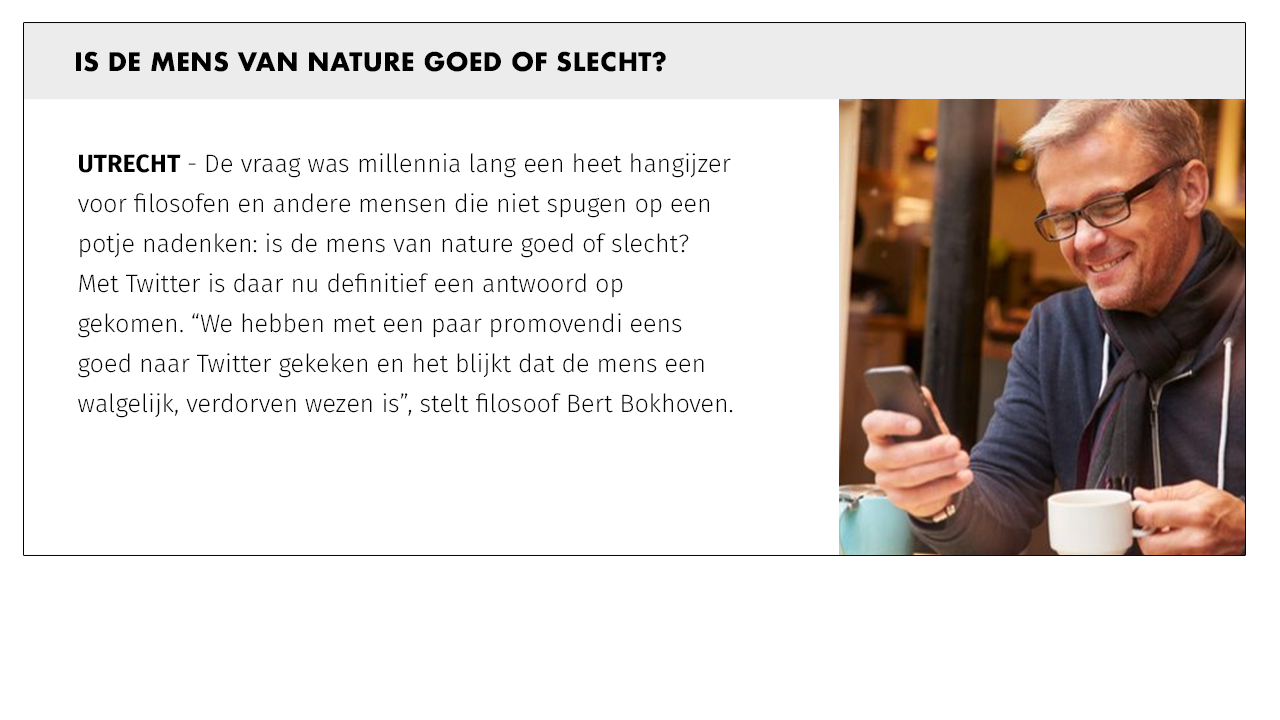 IS DE MENS VAN NATURE GOED OF SLECHT?
UTRECHT - De vraag was millennia lang een heet hangijzer
voor filosofen en andere mensen die niet spugen op een
potje nadenken: is de mens van nature goed of slecht?
Met Twitter is daar nu definitief een antwoord op
gekomen. “We hebben met een paar promovendi eens
goed naar Twitter gekeken en het blijkt dat de mens een
walgelijk, verdorven wezen is”, stelt filosoof Bert Bokhoven.